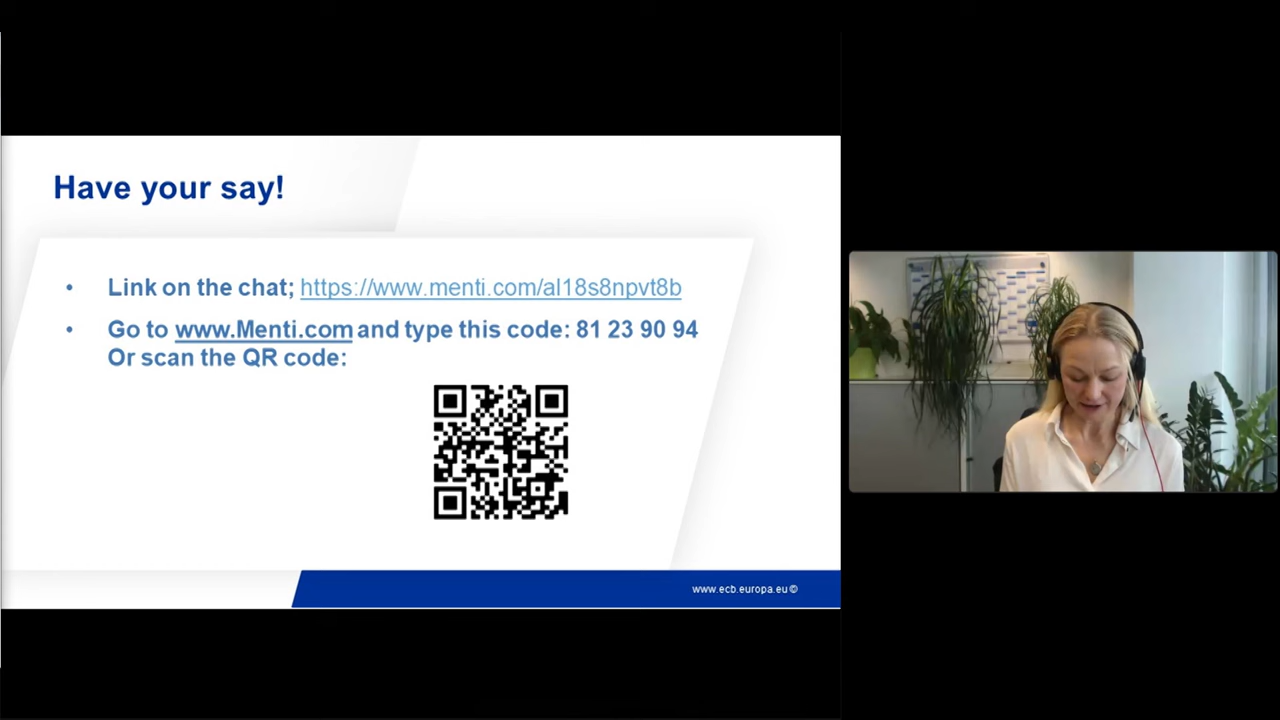 Have your say!
• Link on the chat; https://www.menti.com/al18s8npvt8b
• Go to www.Menti.com and type this code: 81 23 90 94
Or scan the QR code:
www.ecb.europa.eu ©